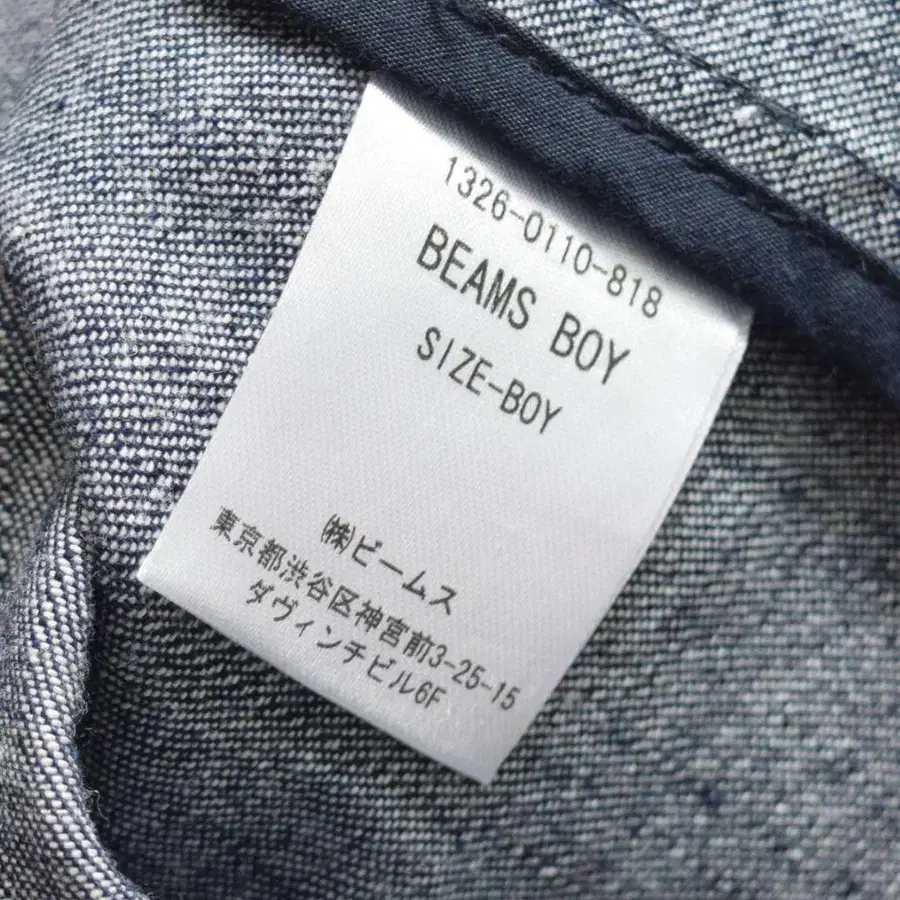 1326-0110-818
BEAMS BOY
SIZE-BOY
㈱ビームス
東京都渋谷区神宮前3-25-15
ダヴィンチビル6F